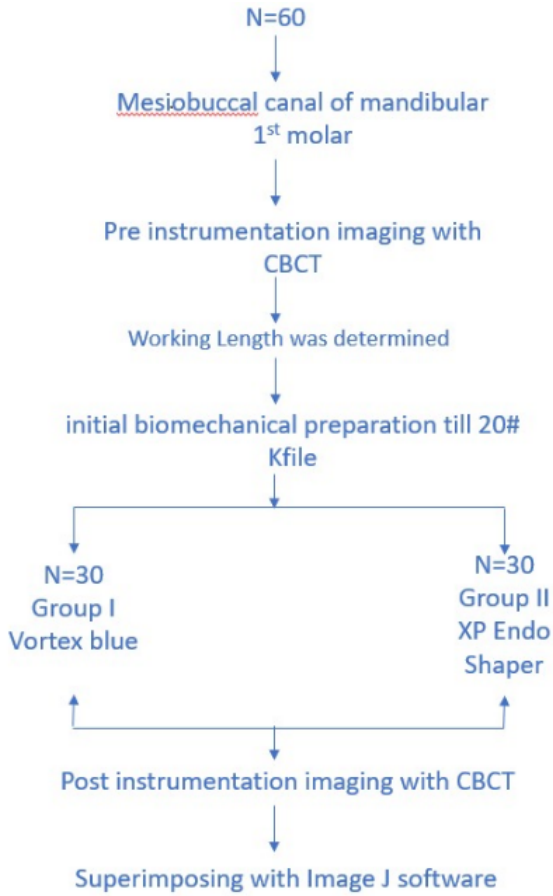 N=60
Mesiobuccal canal of mandibular
1st molar
Pre instrumentation imaging with
CBCT
Working Length was determined
initial biomechanical preparation till 20#
Kfile
N=30
Group I
Vortex blue
N=30
Group II
XP Endo
Shaper
Post instrumentation imaging with CBCT
Superimposing with Image J software